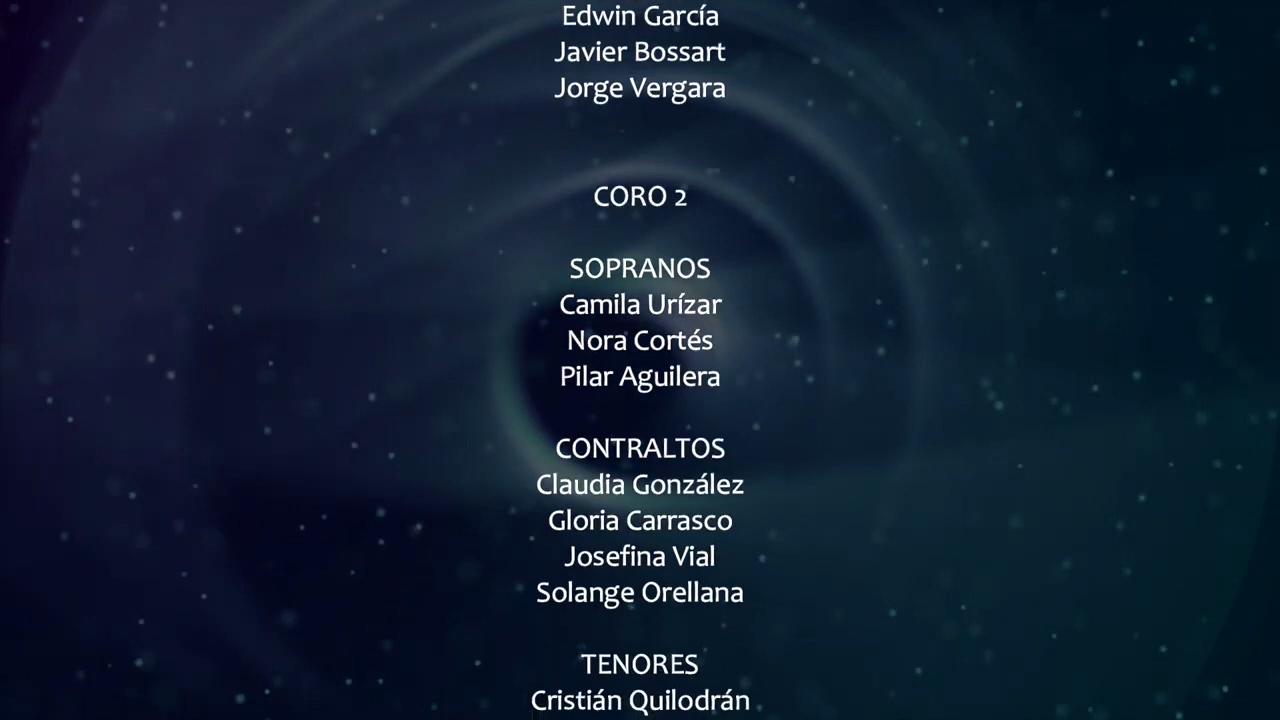 Edwin García
Javier Bossart
Jorge Vergara
CORO 2
SOPRANOS
Camila Urízar
Nora Cortés
Pilar Aguilera
CONTRALTOS
Claudia González
Gloria Carrasco
Josefina Vial
Solange Orellana
TENORES
Cristián Quilodrán